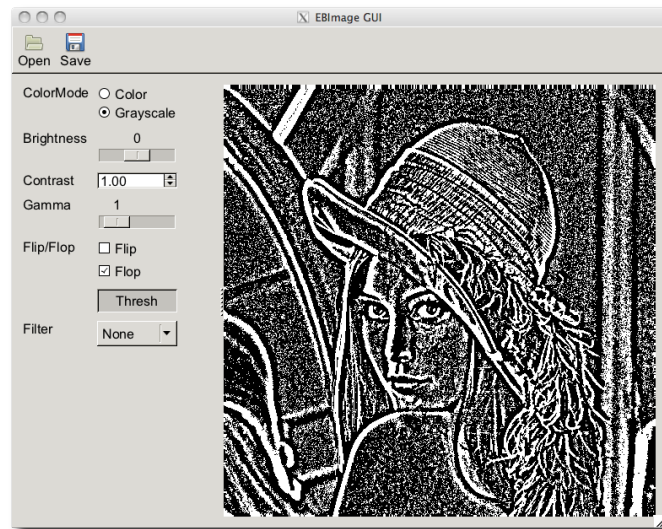 EBImage GUI
Open Save
ColorMode Color
Grayscale
Brightness 0
Contrast 1.00
Gamma 1
Flip/Flop Flip
Flop
Thresh
Filter None